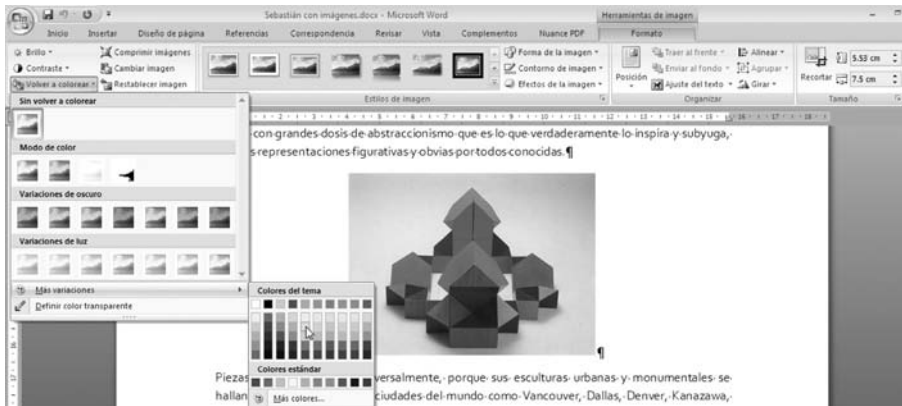 Sebastián con imágenes.docx - Microsoft Word
Herramientas de imagen
Inicio Insertar Diseño de página Referencias Correspondencia Revisar Vista Complementos Nuance PDF Formato
Brillo Comprimir imágenes Forma de la imagen Traer al frente Alinear 5.53 cm
Contraste Cambiar imagen Contorno de imagen Enviar al fondo Agrupar
Volver a colorear Restablecer imagen Efectos de la imagen Posición Ajuste del texto Girar Recortar 7.5 cm
Estilos de imagen Organizar Tamaño
Sin volver a colorear
con·grandes·dosis·de·abstraccionismo·que·es·lo·que·verdaderamente·lo·inspira·y·subyuga,·
Modo de color
s·representaciones·figurativas·y·obvias·por·todos·conocidas.¶
Variaciones de oscuro
Variaciones de luz
Más variaciones
Definir color transparente
Colores del tema
¶
Colores estándar
Más colores...
Piezas versalmente,·porque·sus·esculturas·urbanas·y·monumentales·se·
hallan ciudades·del·mundo·como·Vancouver,·Dallas,·Denver,·Kanazawa,·